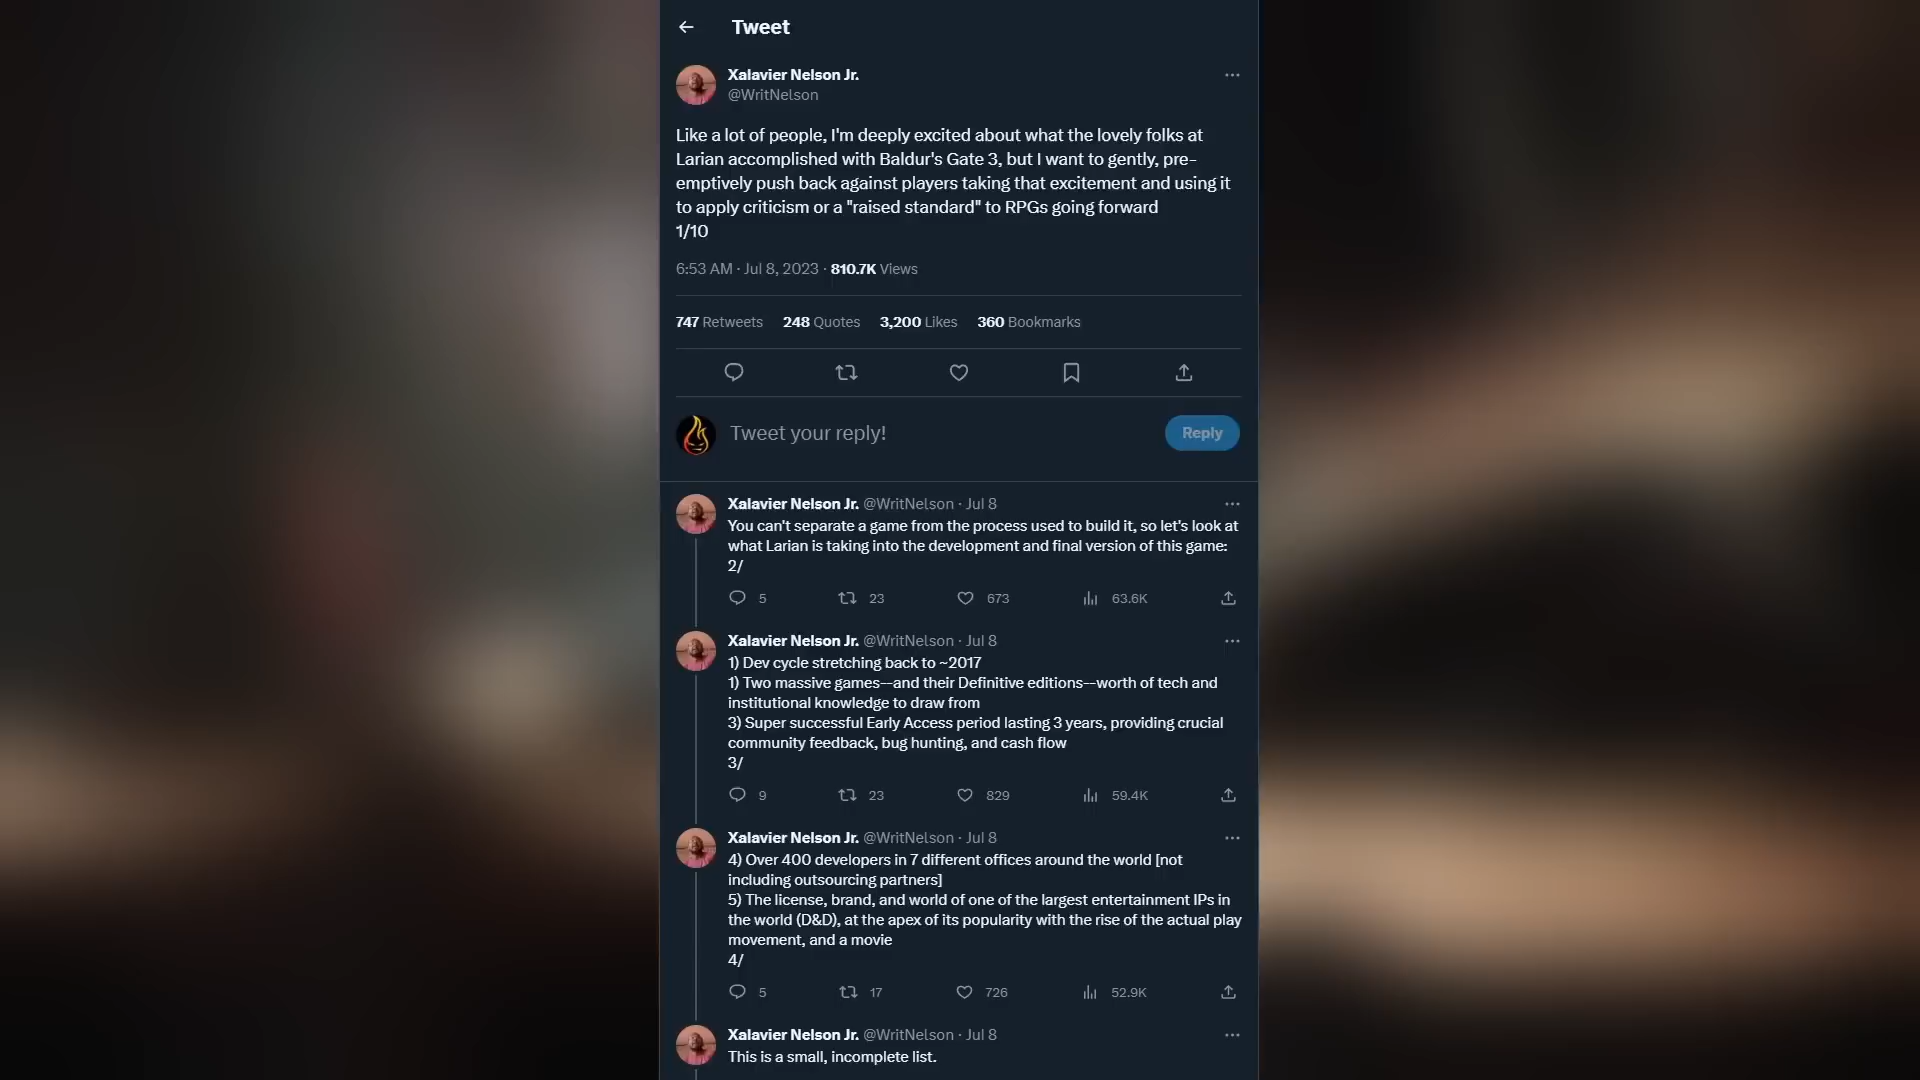 Tweet
Xalavier Nelson Jr.
@WritNelson
Like a lot of people, I'm deeply excited about what the lovely folks at
Larian accomplished with Baldur's Gate 3, but I want to gently, pre-
emptively push back against players taking that excitement and using it
to apply criticism or a "raised standard" to RPGs going forward
1/10
6:53 AM · Jul 8, 2023 · 810.7K Views
747 Retweets 248 Quotes 3,200 Likes 360 Bookmarks
Tweet your reply!
Reply
Xalavier Nelson Jr. @WritNelson · Jul 8
You can't separate a game from the process used to build it, so let's look at
what Larian is taking into the development and final version of this game:
2/
5 23 673 63.6K
Xalavier Nelson Jr. @WritNelson · Jul 8
1) Dev cycle stretching back to ~2017
1) Two massive games--and their Definitive editions--worth of tech and
institutional knowledge to draw from
3) Super successful Early Access period lasting 3 years, providing crucial
community feedback, bug hunting, and cash flow
3/
9 23 829 59.4K
Xalavier Nelson Jr. @WritNelson · Jul 8
4) Over 400 developers in 7 different offices around the world [not
including outsourcing partners]
5) The license, brand, and world of one of the largest entertainment IPs in
the world (D&D), at the apex of its popularity with the rise of the actual play
movement, and a movie
4/
5 17 726 52.9K
Xalavier Nelson Jr. @WritNelson · Jul 8
This is a small, incomplete list.